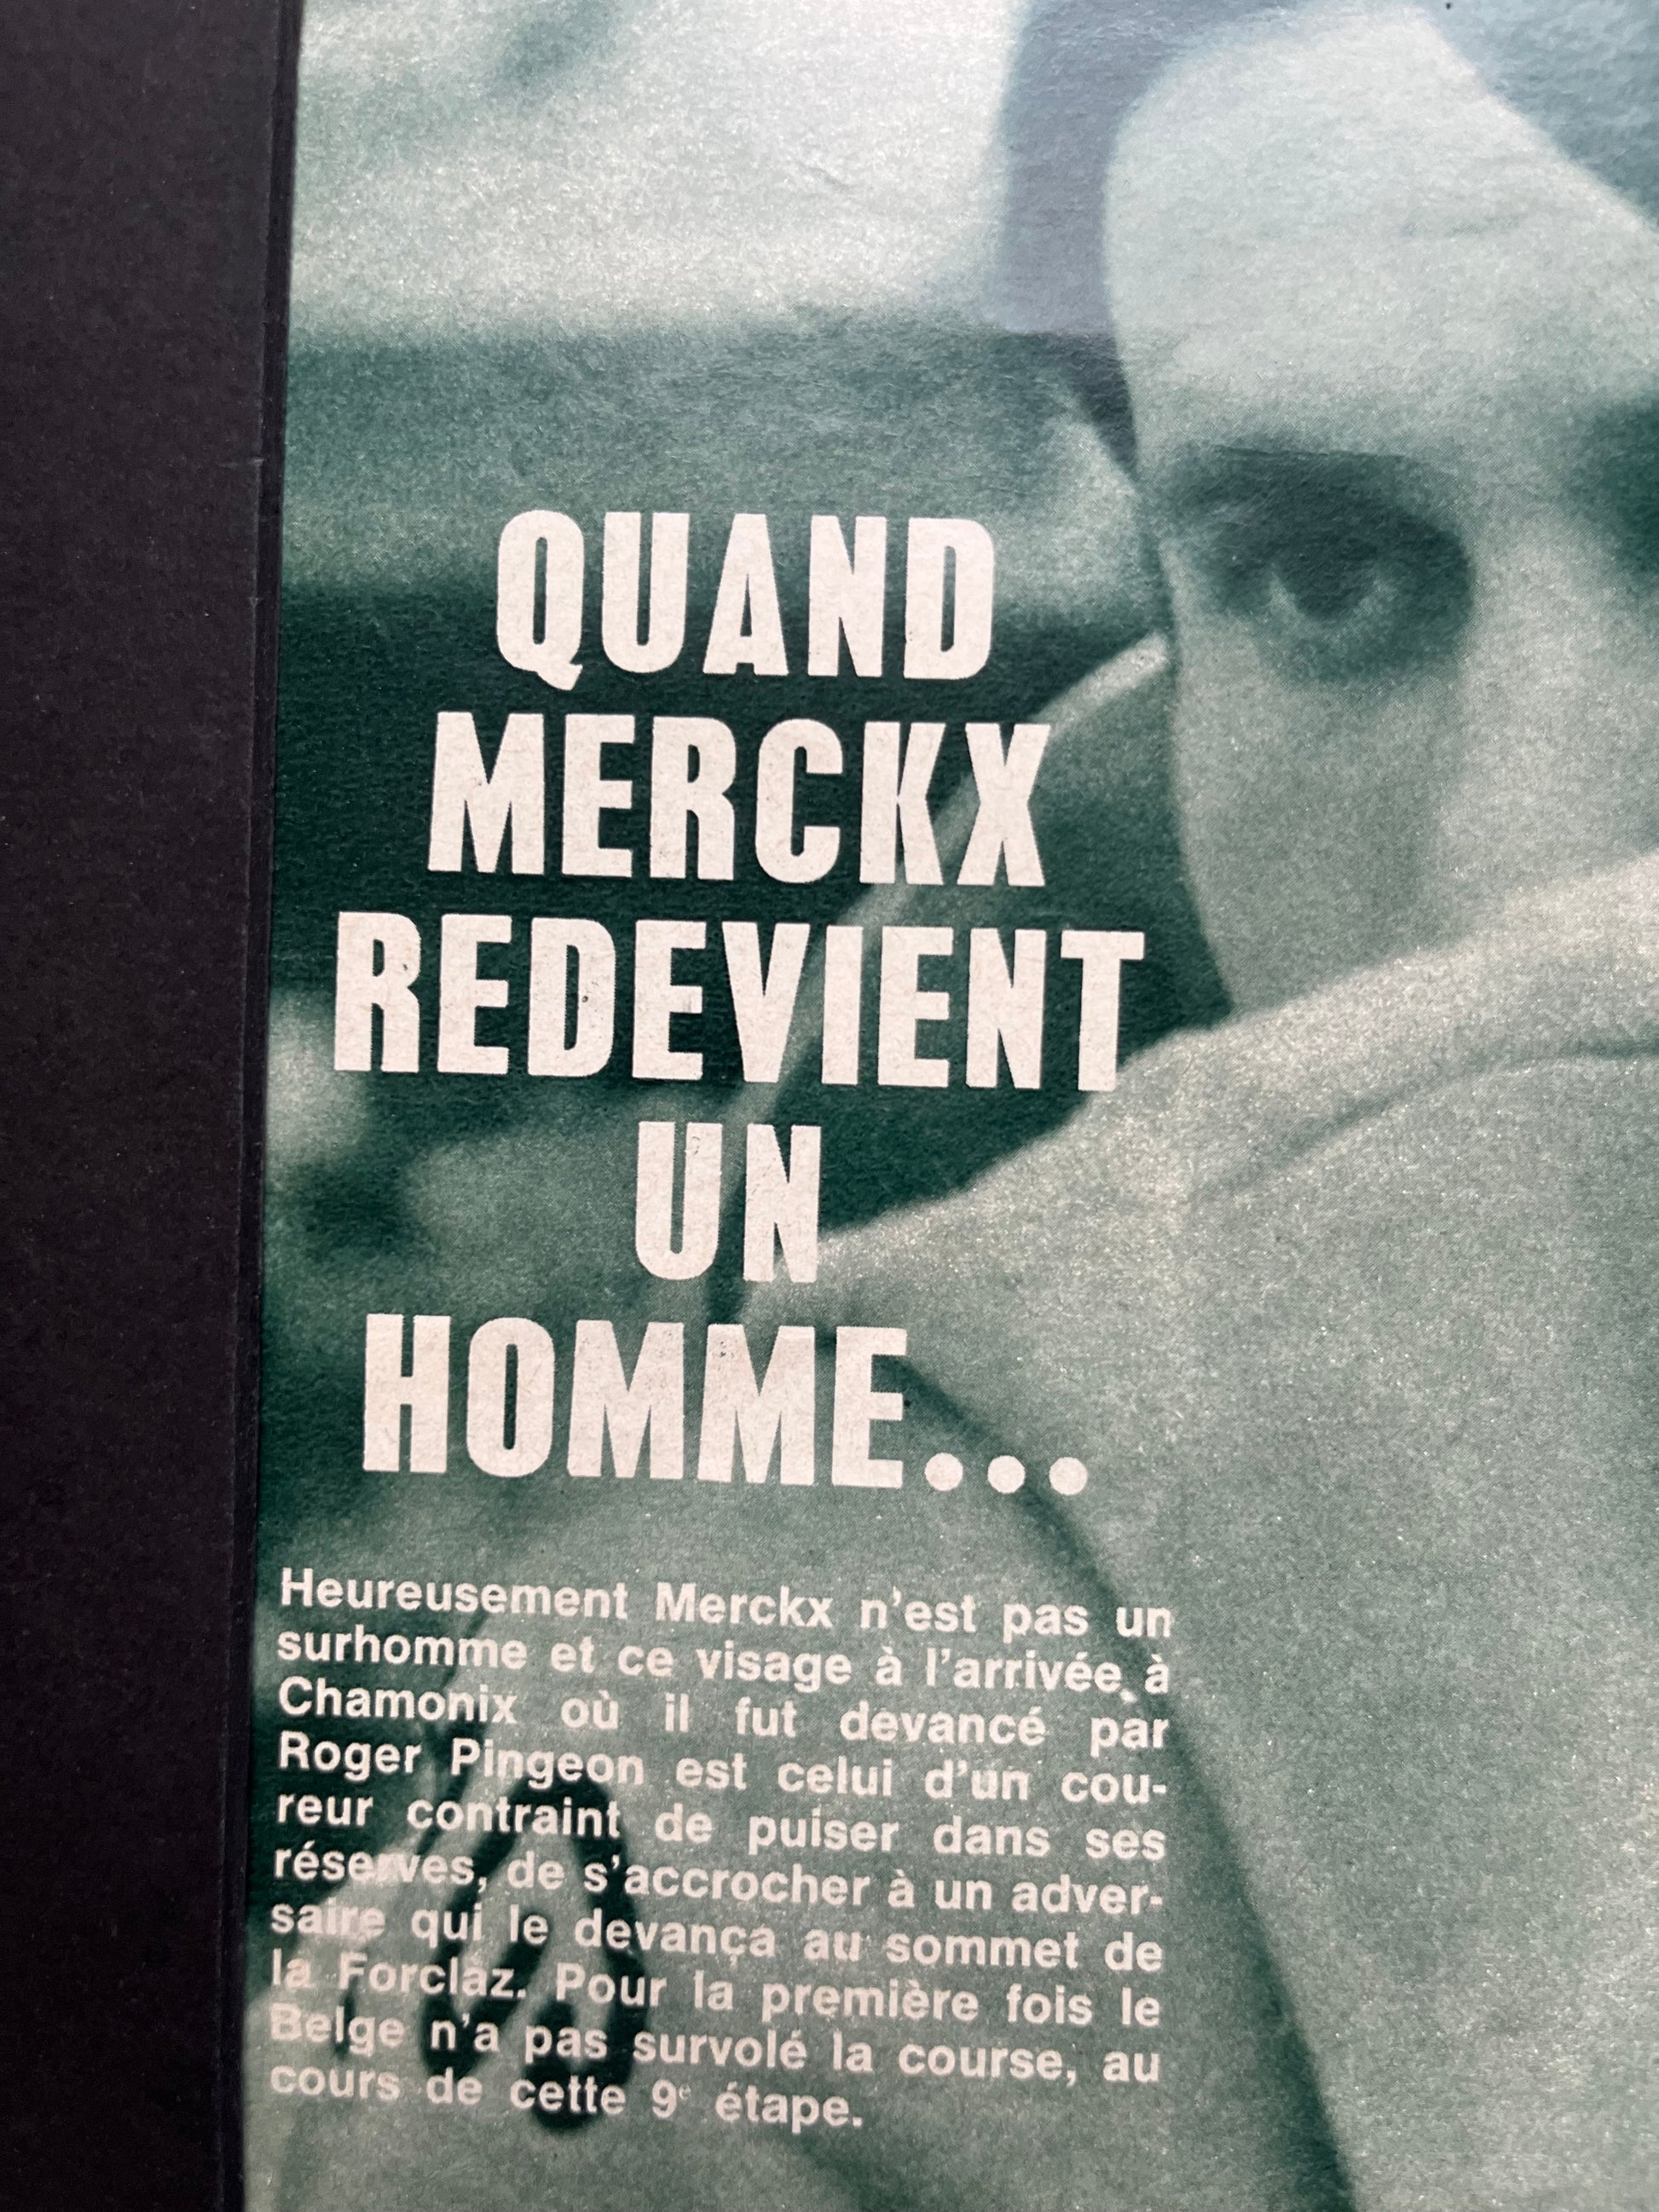 QUAND
MERCKX
REDEVIENT
UN
HOMME...
Heureusement Merckx n'est pas un
surhomme et ce visage à l'arrivée à
Chamonix où il fut devancé par
Roger Pingeon est celui d'un cou-
reur contraint de puiser dans ses
réserves, de s'accrocher à un adver-
saire qui le devança au sommet de
la Forclaz. Pour la première fois le
Belge n'a pas survolé la course, au
cours de cette 9e étape.